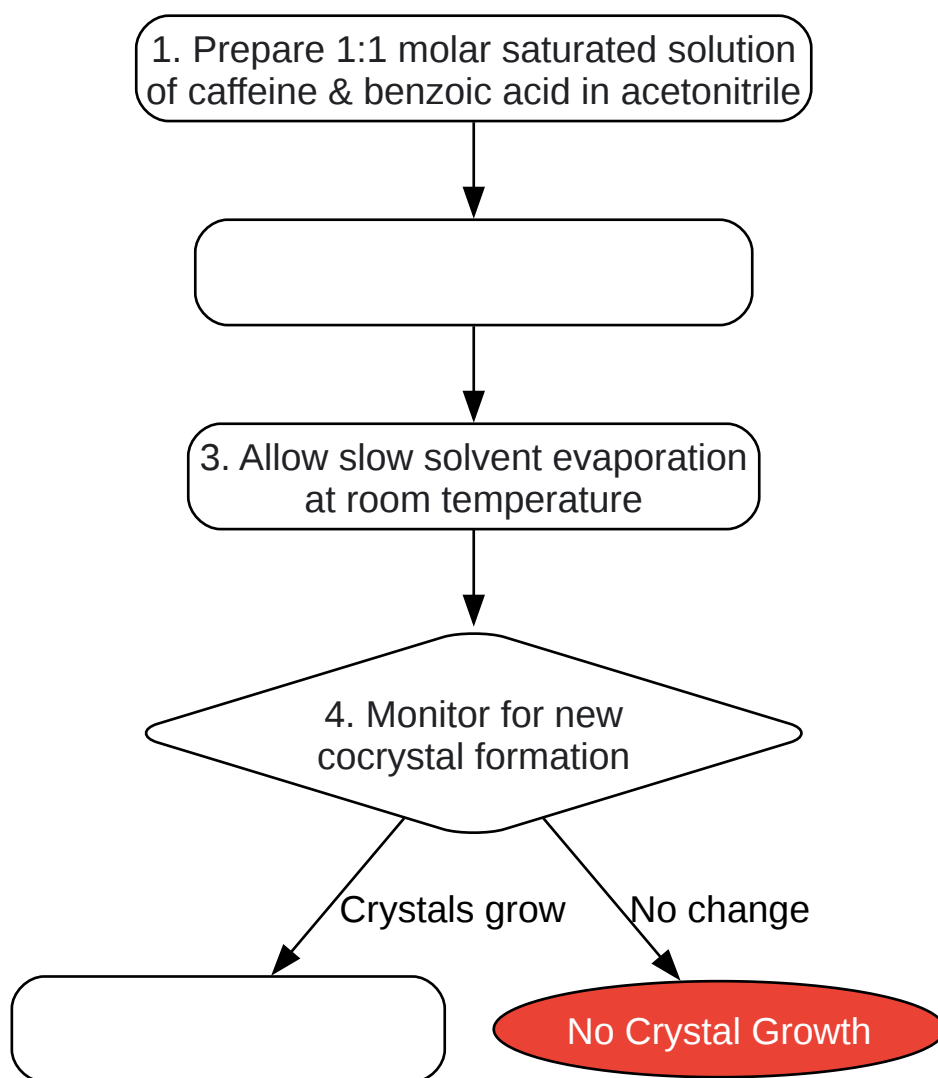 1. Prepare 1:1 molar saturated solution
of caffeine & benzoic acid in acetonitrile
3. Allow slow solvent evaporation
at room temperature
4. Monitor for new
cocrystal formation
Crystals grow
No change
No Crystal Growth